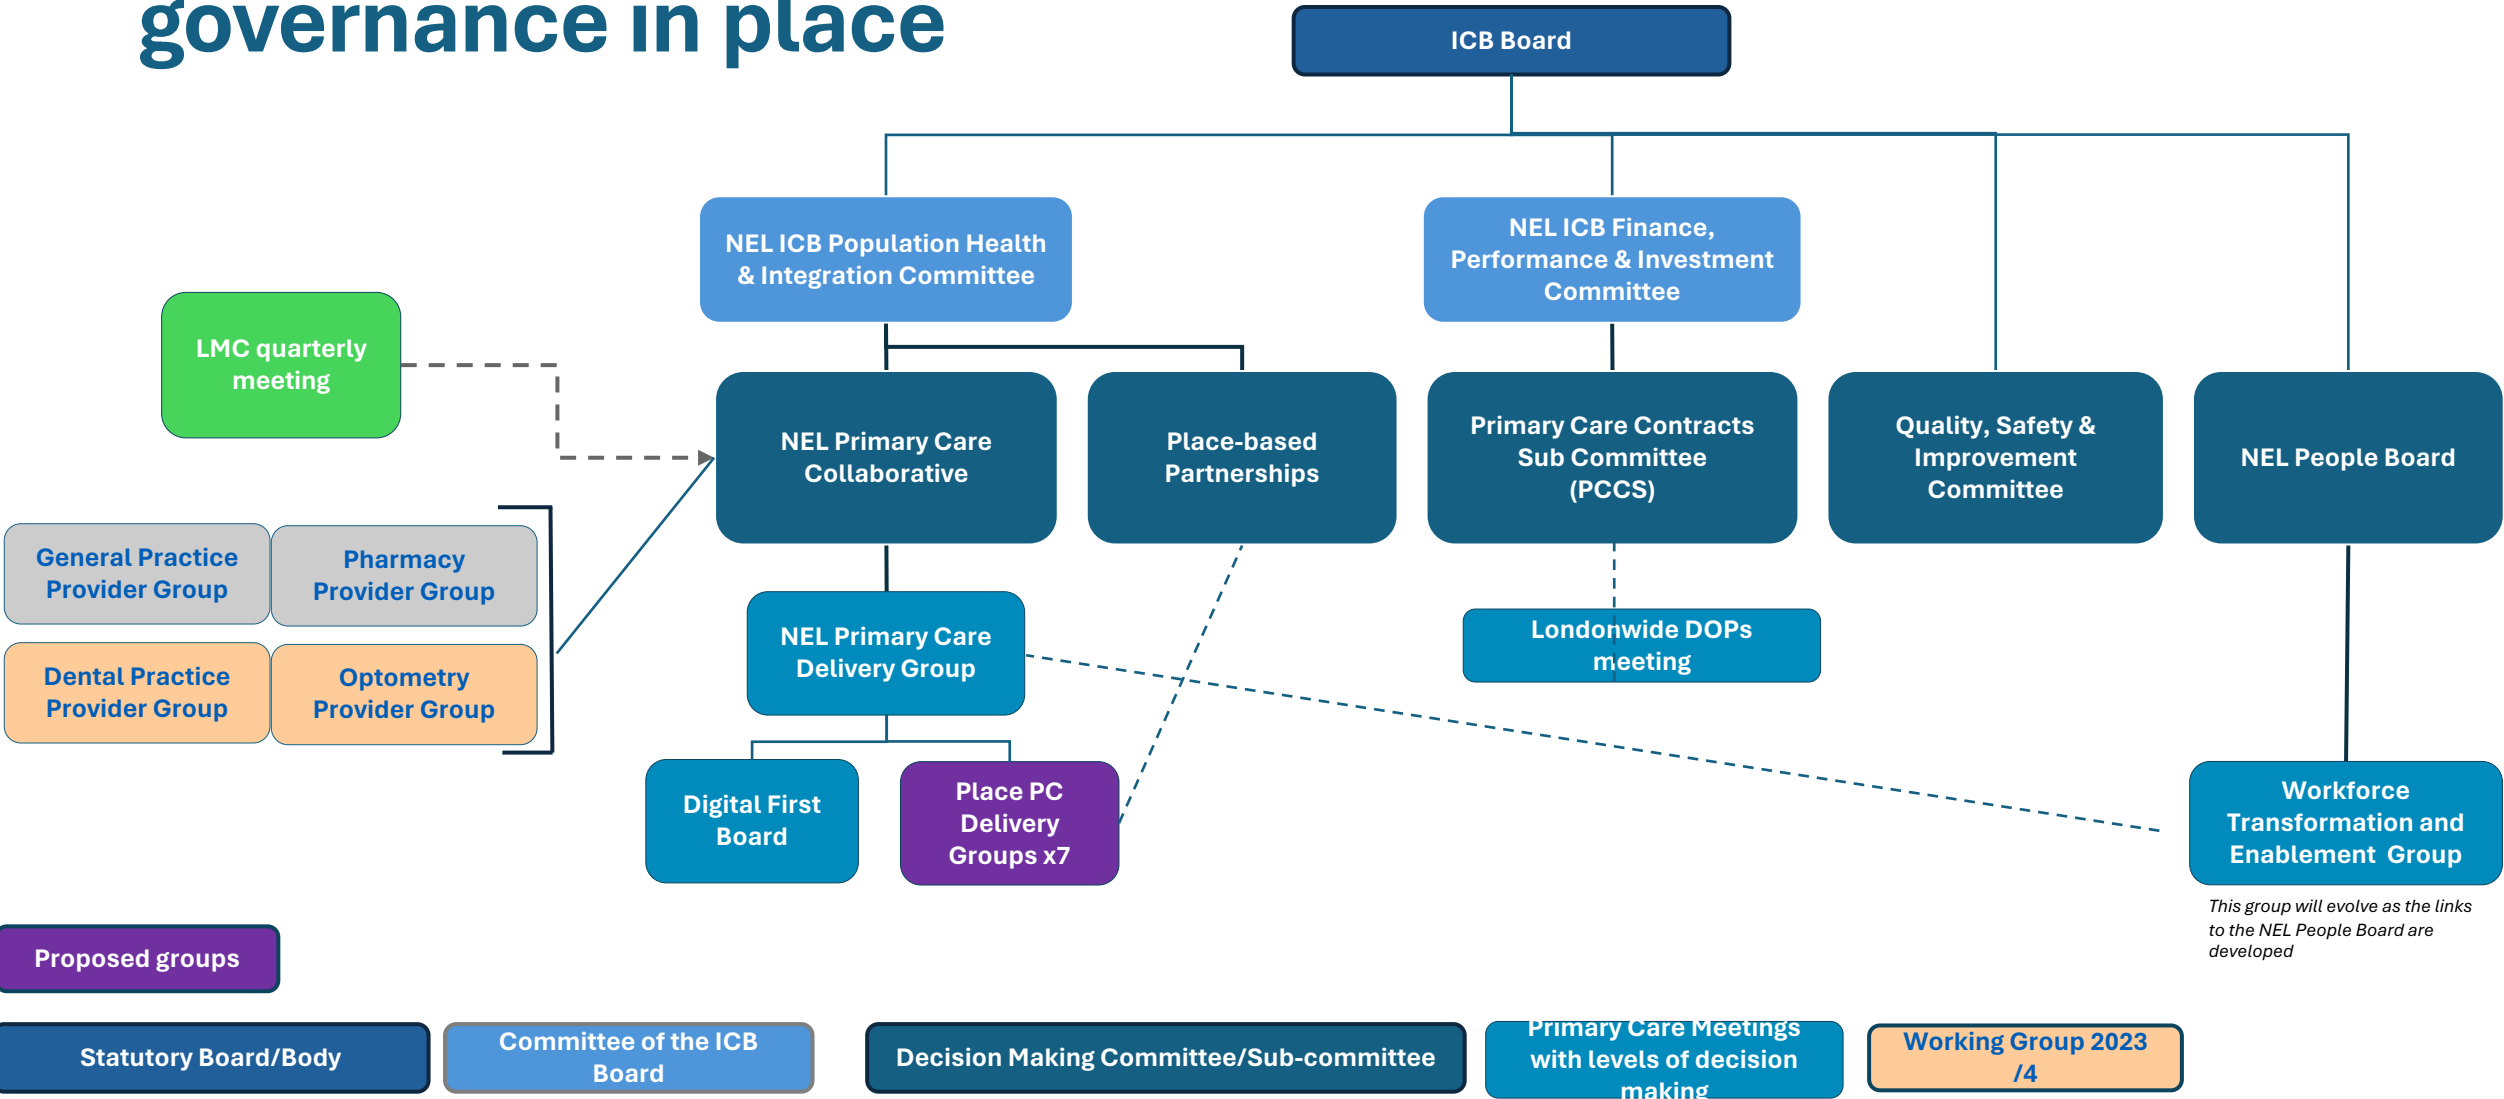 governance in place
ICB Board
NEL ICB Population Health
& Integration Committee
NEL ICB Finance,
Performance & Investment
Committee
LMC quarterly
meeting
NEL Primary Care
Collaborative
Place-based
Partnerships
Primary Care Contracts
Sub Committee
(PCCS)
Quality, Safety &
Improvement
Committee
NEL People Board
General Practice
Provider Group
Pharmacy
Provider Group
Dental Practice
Provider Group
Optometry
Provider Group
NEL Primary Care
Delivery Group
Londonwide DOPs
meeting
Digital First
Board
Place PC
Delivery
Groups x7
Workforce
Transformation and
Enablement  Group
This group will evolve as the links
to the NEL People Board are
developed
Proposed groups
Statutory Board/Body
Committee of the ICB
Board
Decision Making Committee/Sub-committee
Primary Care Meetings
with levels of decision
making
Working Group 2023
/4